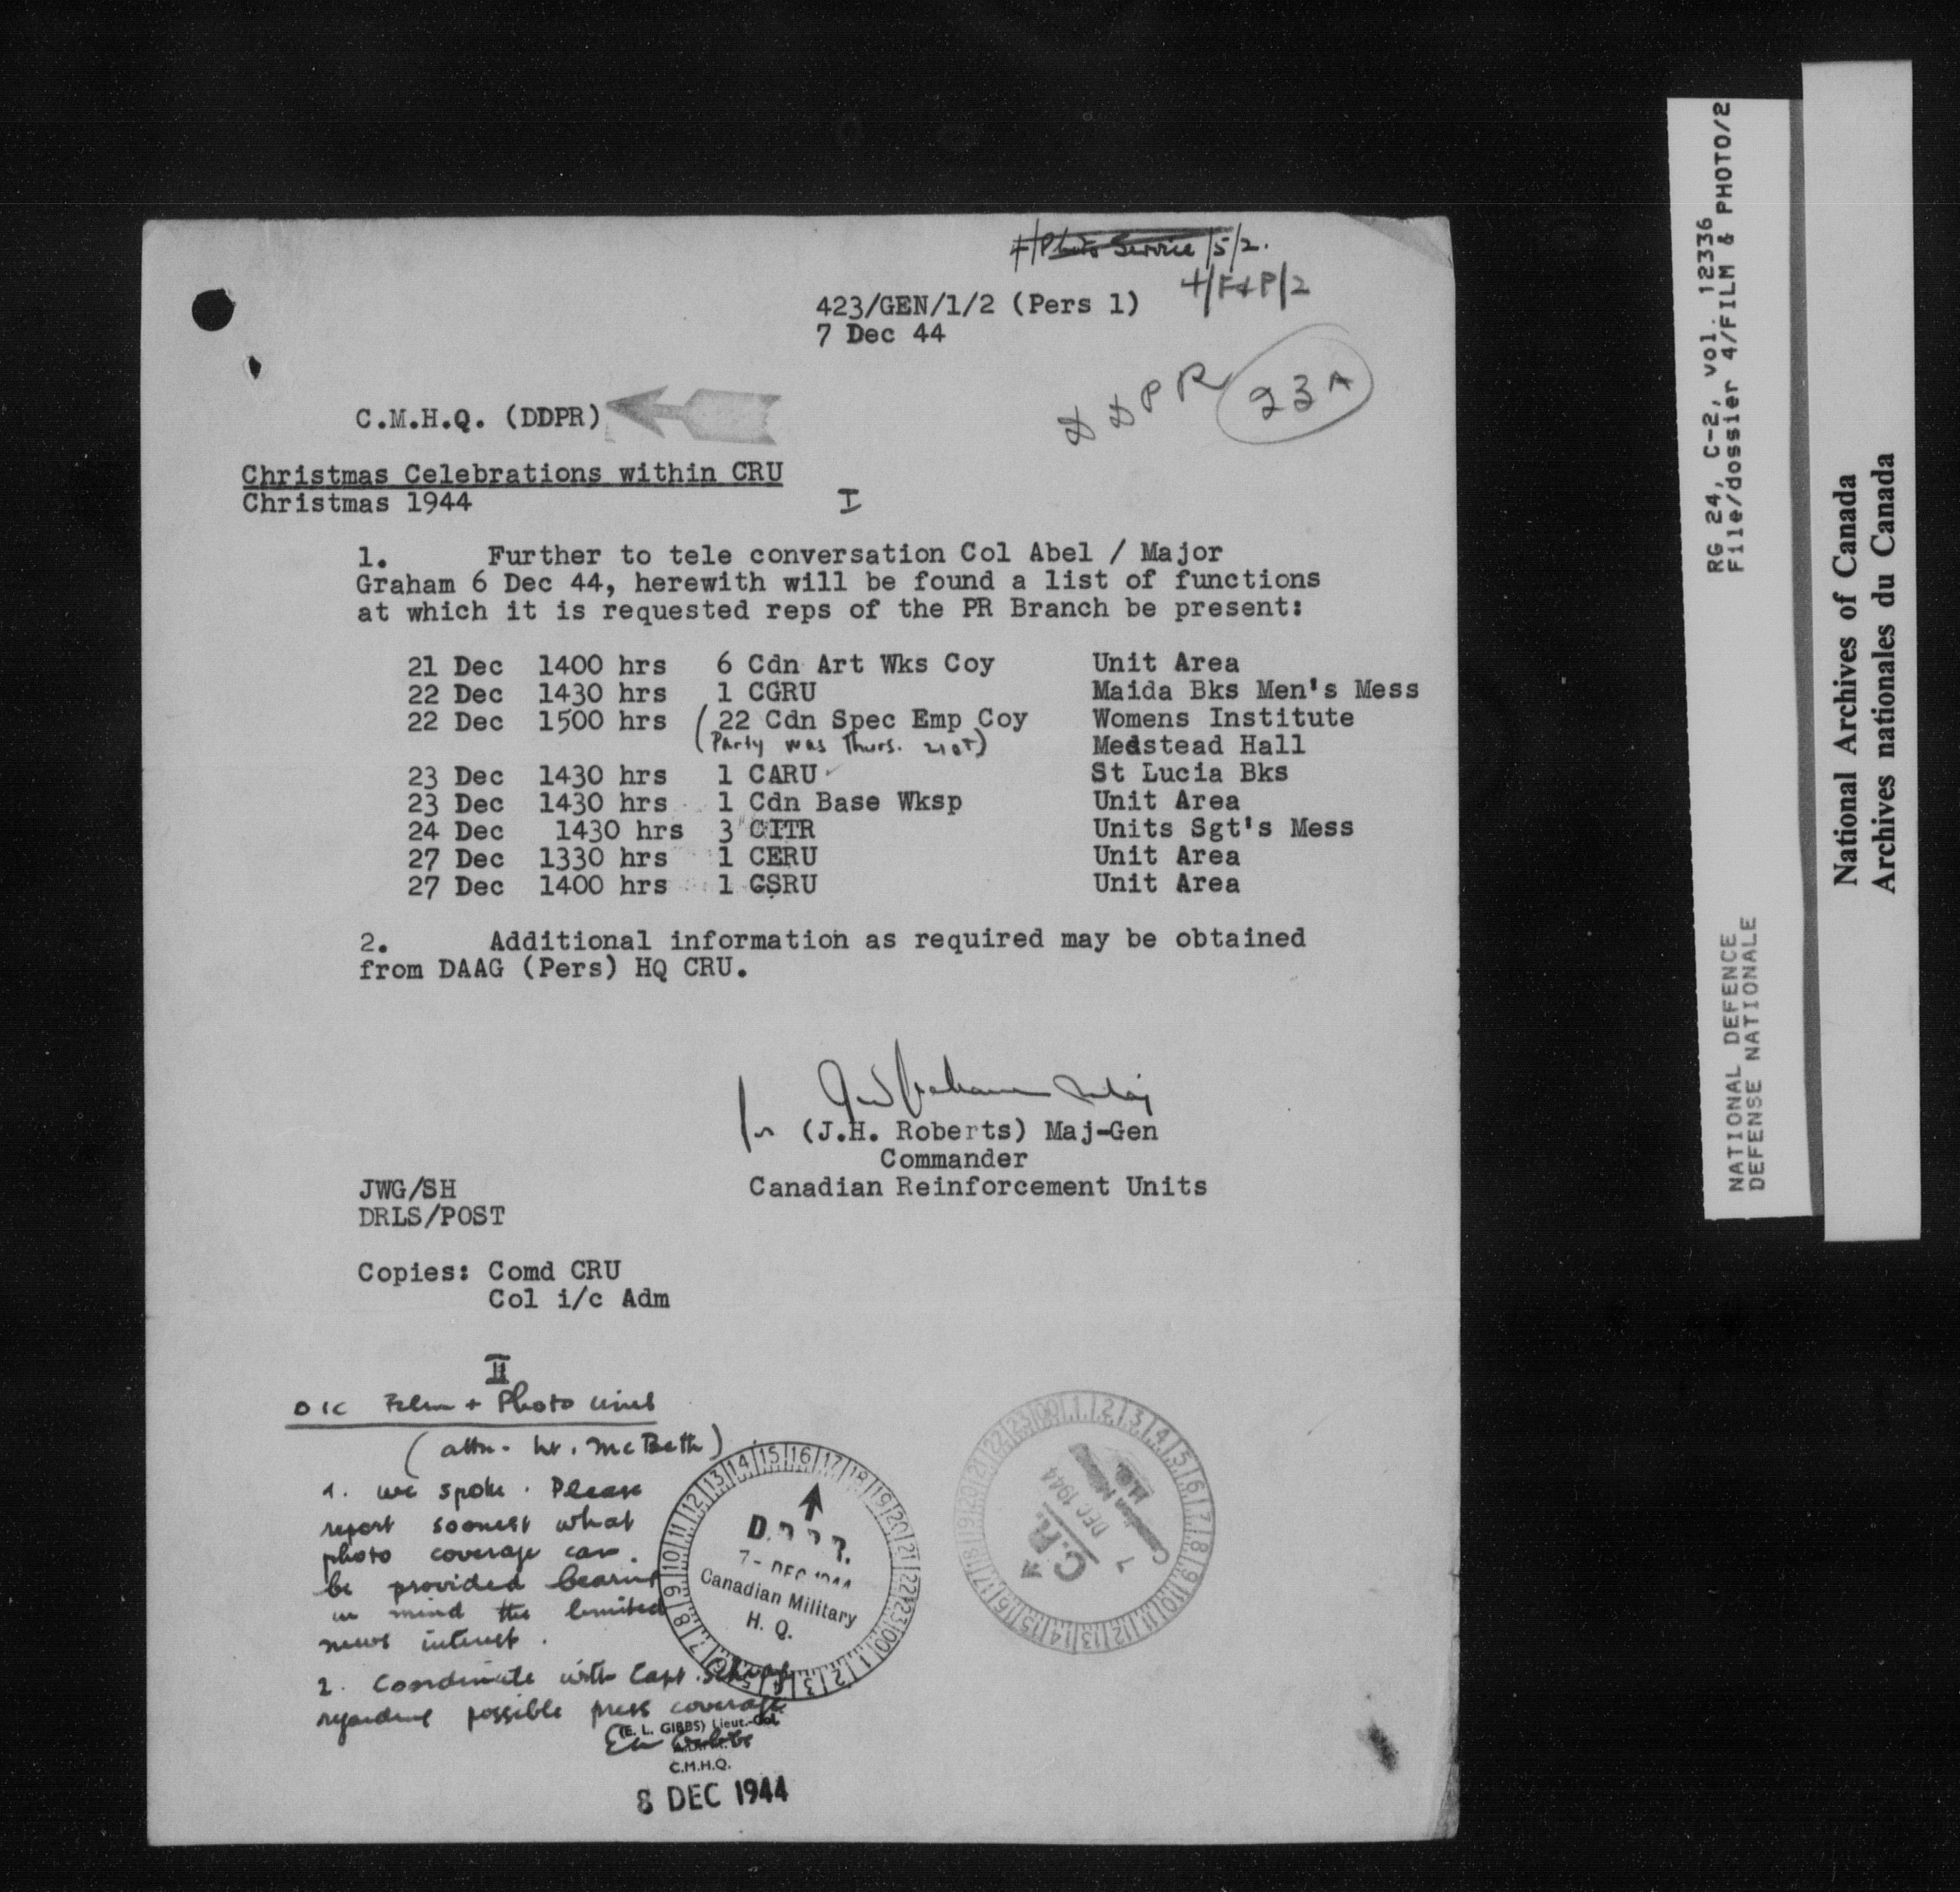 F/Photo Service/5/2.
4/F&P/2
423/GEN/1/2 (Pers 1)
7 Dec 44
DDPR 23A
C.M.H.Q. (DDPR)
Christmas Celebrations within CRU
Christmas 1944
I
1. Further to tele conversation Col Abel / Major
Graham 6 Dec 44, herewith will be found a list of functions
at which it is requested reps of the PR Branch be present:
21 Dec 1400 hrs 6 Cdn Art Wks Coy Unit Area
22 Dec 1430 hrs 1 CGRU Maida Bks Men's Mess
22 Dec 1500 hrs (22 Cdn Spec Emp Coy Womens Institute
(Party was Thurs. 21st) Medstead Hall
23 Dec 1430 hrs 1 CARU St Lucia Bks
23 Dec 1430 hrs 1 Cdn Base Wksp Unit Area
24 Dec 1430 hrs 3 CITR Units Sgt's Mess
27 Dec 1330 hrs 1 CERU Unit Area
27 Dec 1400 hrs 1 GSRU Unit Area
2. Additional information as required may be obtained
from DAAG (Pers) HQ CRU.
for (J.H. Roberts) Maj-Gen
Commander
Canadian Reinforcement Units
JWG/SH
DRLS/POST
Copies: Comd CRU
Col i/c Adm
II
OIC Film + Photo Unit
(attn. Lt. McBeth)
1. We spoke. Please
report soonest what
photo coverage can
be provided bearing
in mind the limited
news interest.
2. Coordinate with Capt.
regarding possible press coverage
(E. L. GIBBS) Lieut.-Col.
C.M.H.Q.
8 DEC 1944
D.D.P.R.
7 - DEC 1944
Canadian Military
H. Q.
C.R.
7 DEC 1944
Canadian Military
H.Q.
RG 24, C-2, vol. 12336
File/dossier 4/FILM & PHOTO/2
NATIONAL DEFENCE
DEFENSE NATIONALE
National Archives of Canada
Archives nationales du Canada